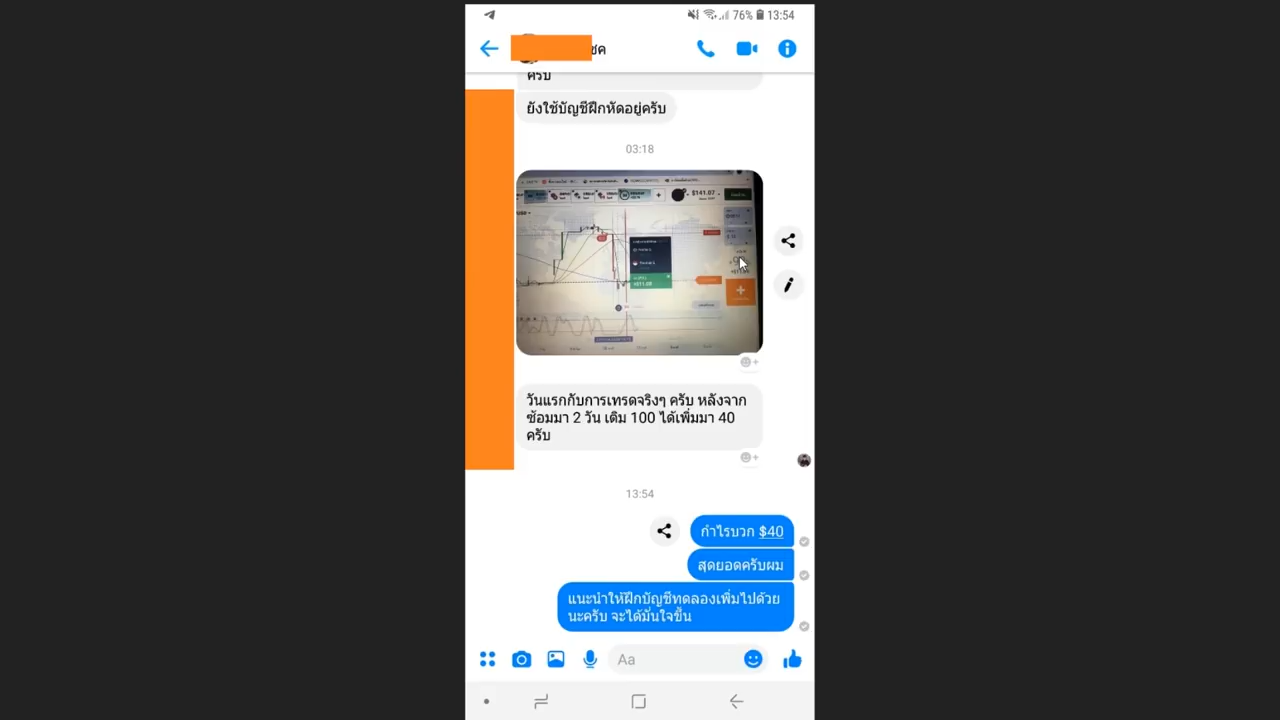 76% 13:54
ชค
ครับ
ยังใช้บัญชีฝึกหัดอยู่ครับ
03:18
$141.07
วันแรกกับการเทรดจริงๆ ครับ หลังจาก
ซ้อมมา 2 วัน เดิม 100 ได้เพิ่มมา 40
ครับ
13:54
กำไรบวก $40
สุดยอดครับผม
แนะนำให้ฝึกบัญชีทดลองเพิ่มไปด้วย
นะครับ จะได้มั่นใจขึ้น
Aa